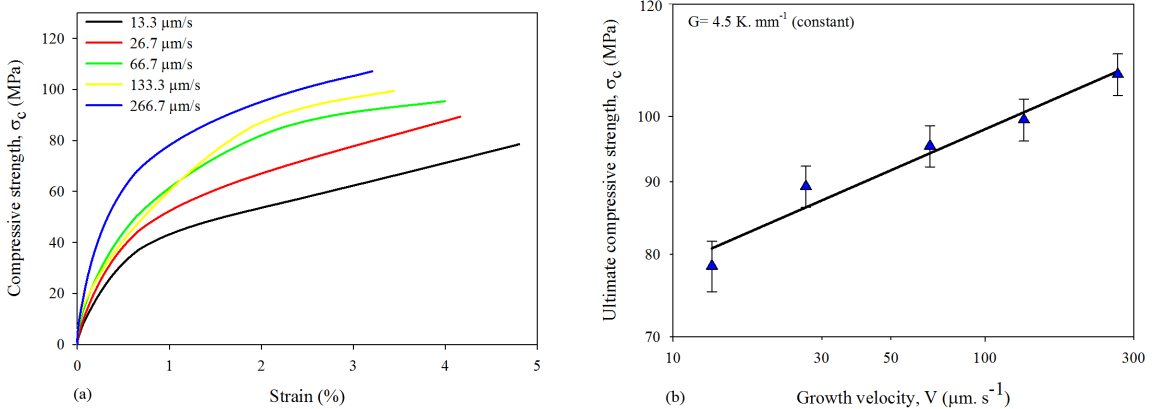 13.3 µm/s
26.7 µm/s
66.7 µm/s
133.3 µm/s
266.7 µm/s
Compressive strength, σc (MPa)
120
100
80
60
40
20
0
0 1 2 3 4 5
Strain (%)
(a)
G= 4.5 K. mm⁻¹ (constant)
Ultimate compressive strength, σc (MPa)
120
100
90
80
70
10 30 50 100 300
Growth velocity, V (µm. s⁻¹)
(b)